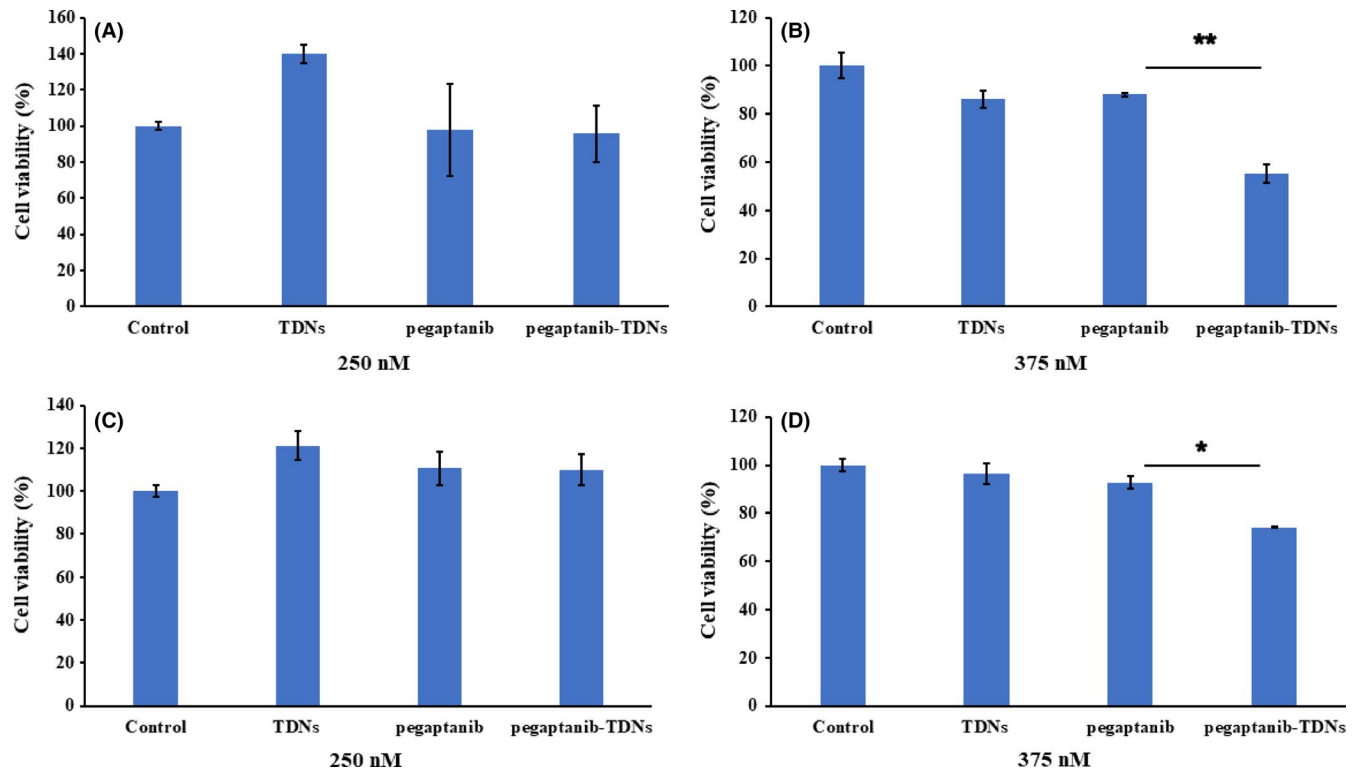 (A)
Cell viability (%)
160
140
120
100
80
60
40
20
0
Control TDNs pegaptanib pegaptanib-TDNs
250 nM
(B)
**
Cell viability (%)
120
100
80
60
40
20
0
Control TDNs pegaptanib pegaptanib-TDNs
375 nM
(C)
Cell viability (%)
140
120
100
80
60
40
20
0
Control TDNs pegaptanib pegaptanib-TDNs
250 nM
(D)
*
Cell viability (%)
120
100
80
60
40
20
0
Control TDNs pegaptanib pegaptanib-TDNs
375 nM